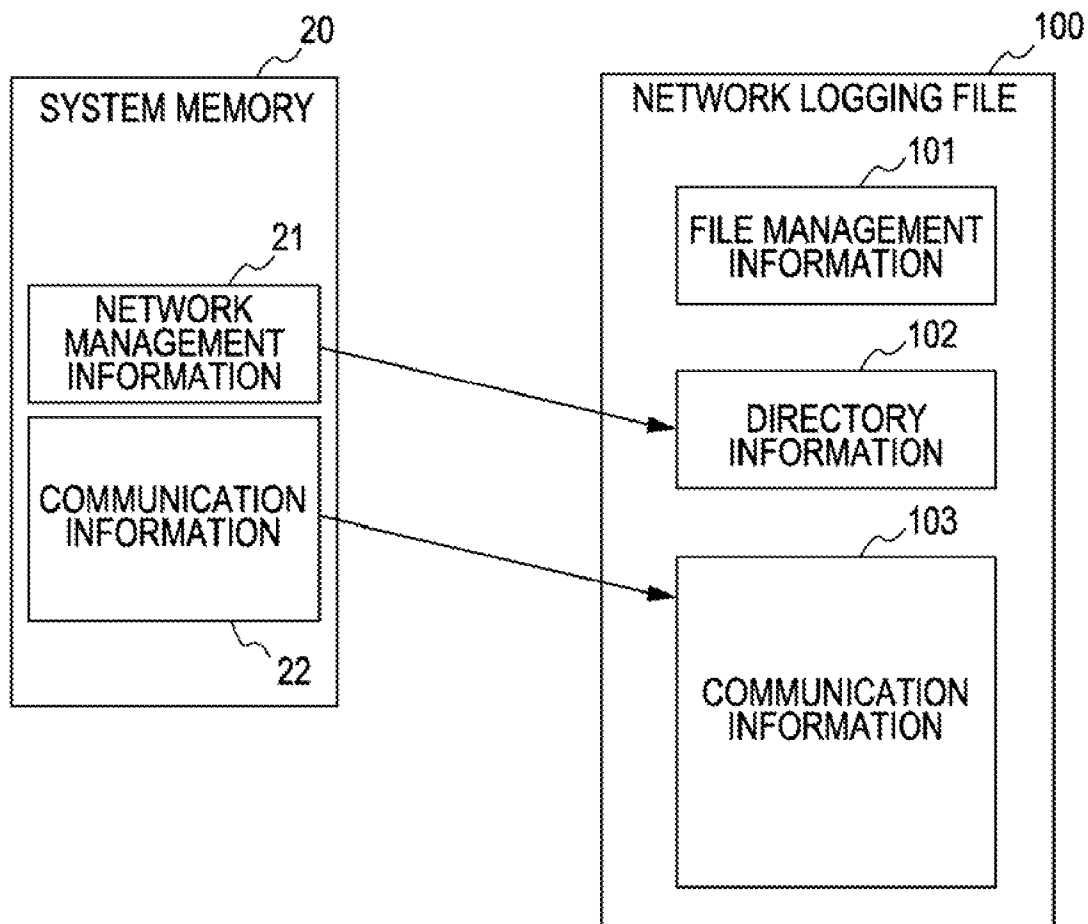 20
SYSTEM MEMORY
21
NETWORK
MANAGEMENT
INFORMATION
COMMUNICATION
INFORMATION
22
100
NETWORK LOGGING FILE
101
FILE MANAGEMENT
INFORMATION
102
DIRECTORY
INFORMATION
103
COMMUNICATION
INFORMATION